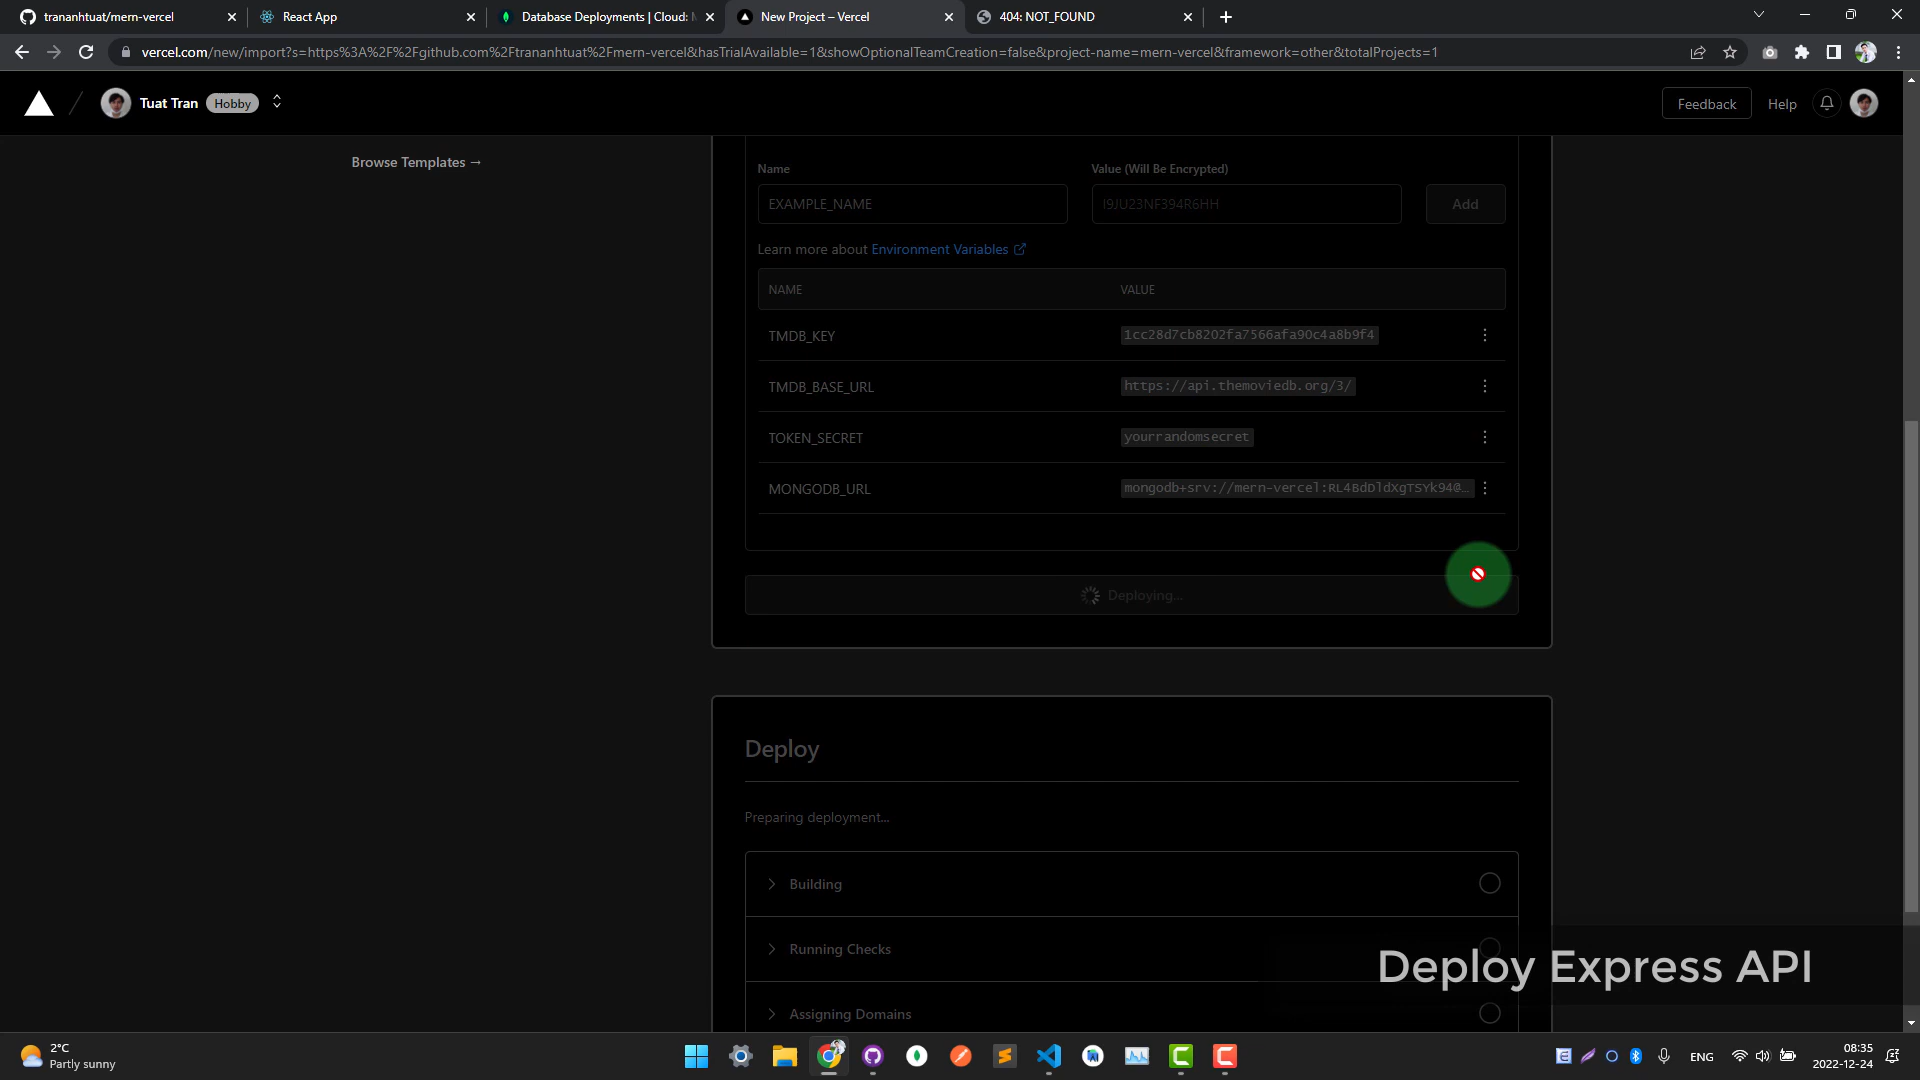 trananhtuat/mern-vercel
React App
Database Deployments | Cloud: M
New Project – Vercel
404: NOT_FOUND
vercel.com/new/import?s=https%3A%2F%2Fgithub.com%2Ftrananhtuat%2Fmern-vercel&hasTrialAvailable=1&showOptionalTeamCreation=false&project-name=mern-vercel&framework=other&totalProjects=1
Tuat Tran Hobby
Feedback Help
Browse Templates →
Name
Value (Will Be Encrypted)
EXAMPLE_NAME
I9JU23NF394R6HH
Add
Learn more about Environment Variables
NAME VALUE
TMDB_KEY 1cc28d7cb8202fa7566afa90c4a8b9f4
TMDB_BASE_URL https://api.themoviedb.org/3/
TOKEN_SECRET yourrandomsecret
MONGODB_URL mongodb+srv://mern-vercel:RL4BdDldXgTSYk94@…
Deploying...
Deploy
Preparing deployment...
Building
Running Checks
Assigning Domains
Deploy Express API
2°C
Partly sunny
ENG
08:35
2022-12-24